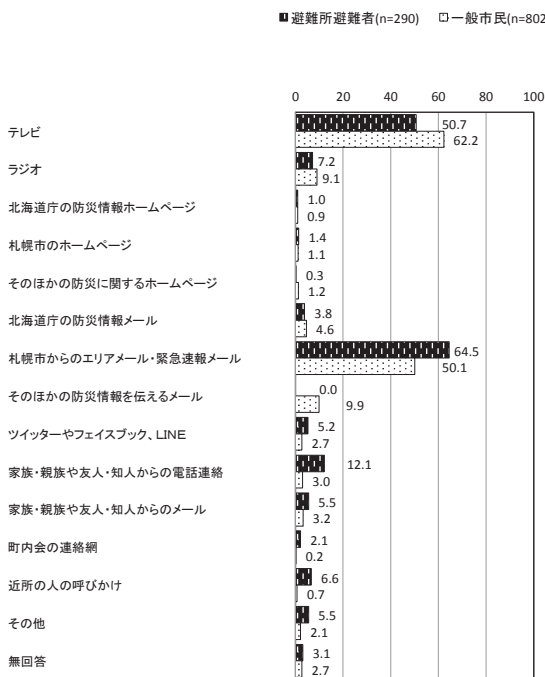 避難所避難者(n=290) 一般市民(n=802
0 20 40 60 80 100
テレビ 50.7
62.2
ラジオ 7.2
9.1
北海道庁の防災情報ホームページ 1.0
0.9
札幌市のホームページ 1.4
1.1
そのほかの防災に関するホームページ 0.3
1.2
北海道庁の防災情報メール 3.8
4.6
札幌市からのエリアメール・緊急速報メール 64.5
50.1
そのほかの防災情報を伝えるメール 0.0
9.9
ツイッターやフェイスブック、LINE 5.2
2.7
家族・親族や友人・知人からの電話連絡 12.1
3.0
家族・親族や友人・知人からのメール 5.5
3.2
町内会の連絡網 2.1
0.2
近所の人の呼びかけ 6.6
0.7
その他 5.5
2.1
無回答 3.1
2.7